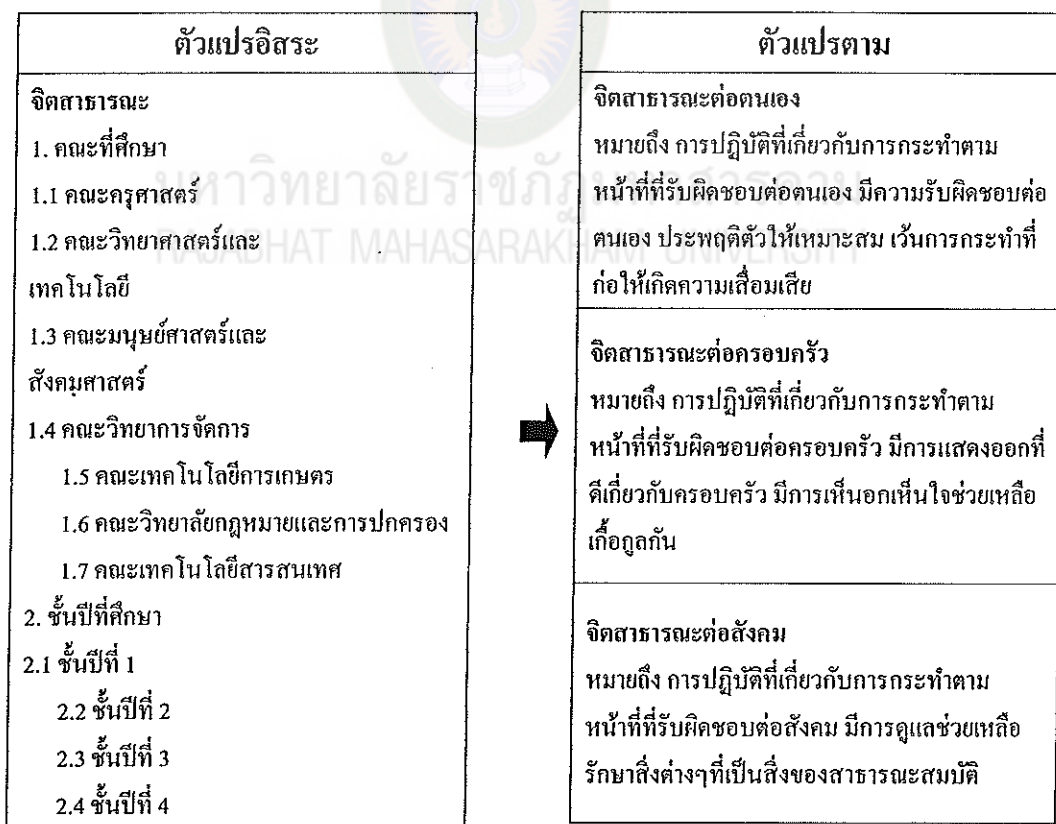 ตัวแปรอิสระ
จิตสาธารณะ
1. คณะที่ศึกษา
1.1 คณะครุศาสตร์
1.2 คณะวิทยาศาสตร์และ
เทคโนโลยี
1.3 คณะมนุษย์ศาสตร์และ
สังคมศาสตร์
1.4 คณะวิทยาการจัดการ
1.5 คณะเทคโนโลยีการเกษตร
1.6 คณะวิทยาลัยกฎหมายและการปกครอง
1.7 คณะเทคโนโลยีสารสนเทศ
2. ชั้นปีที่ศึกษา
2.1 ชั้นปีที่ 1
2.2 ชั้นปีที่ 2
2.3 ชั้นปีที่ 3
2.4 ชั้นปีที่ 4
ตัวแปรตาม
จิตสาธารณะต่อตนเอง
หมายถึง การปฏิบัติที่เกี่ยวกับการกระทำตาม
หน้าที่ที่รับผิดชอบต่อตนเอง มีความรับผิดชอบต่อ
ตนเอง ประพฤติตัวให้เหมาะสม เว้นการกระทำที่
ก่อให้เกิดความเสื่อมเสีย
จิตสาธารณะต่อครอบครัว
หมายถึง การปฏิบัติที่เกี่ยวกับการกระทำตาม
หน้าที่ที่รับผิดชอบต่อครอบครัว มีการแสดงออกที่
ดีเกี่ยวกับครอบครัว มีการเห็นอกเห็นใจช่วยเหลือ
เกื้อกูลกัน
จิตสาธารณะต่อสังคม
หมายถึง การปฏิบัติที่เกี่ยวกับการกระทำตาม
หน้าที่ที่รับผิดชอบต่อสังคม มีการดูแลช่วยเหลือ
รักษาสิ่งต่างๆที่เป็นสิ่งของสาธารณะสมบัติ
มหาวิทยาลัยราชภัฏมหาสารคาม
RAJABHAT MAHASARAKHAM UNIVERSITY